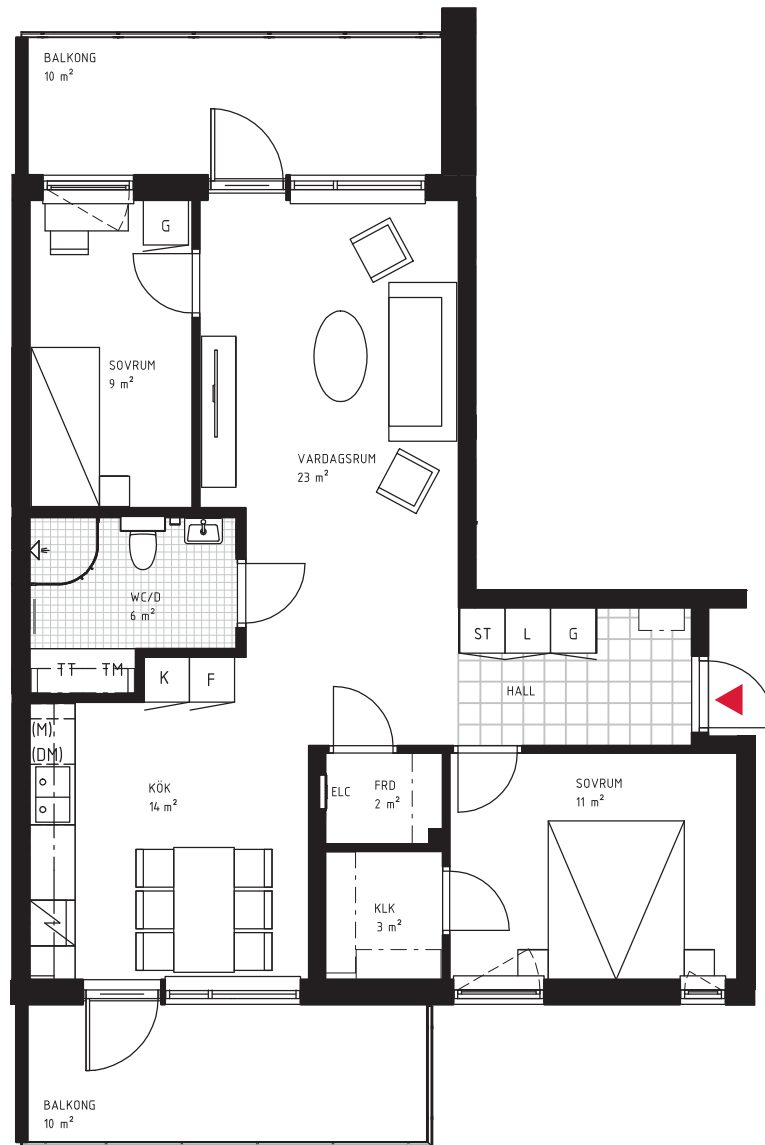 BALKONG
10 m²
G
SOVRUM
9 m²
VARDAGSRUM
23 m²
WC/D
6 m²
TT TM
K F
ST L G
HALL
(M)
(DM)
KÖK
14 m²
ELC
FRD
2 m²
SOVRUM
11 m²
KLK
3 m²
BALKONG
10 m²